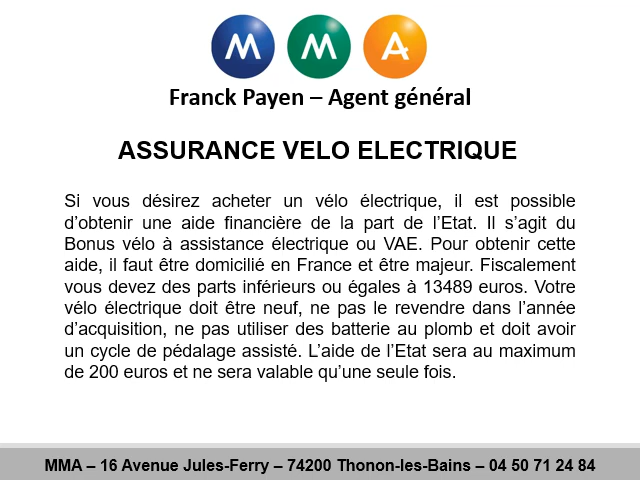 M M A
Franck Payen – Agent général
ASSURANCE VELO ELECTRIQUE
Si vous désirez acheter un vélo électrique, il est possible
d’obtenir une aide financière de la part de l’Etat. Il s’agit du
Bonus vélo à assistance électrique ou VAE. Pour obtenir cette
aide, il faut être domicilié en France et être majeur. Fiscalement
vous devez des parts inférieurs ou égales à 13489 euros. Votre
vélo électrique doit être neuf, ne pas le revendre dans l’année
d’acquisition, ne pas utiliser des batterie au plomb et doit avoir
un cycle de pédalage assisté. L’aide de l’Etat sera au maximum
de 200 euros et ne sera valable qu’une seule fois.
MMA – 16 Avenue Jules-Ferry – 74200 Thonon-les-Bains – 04 50 71 24 84